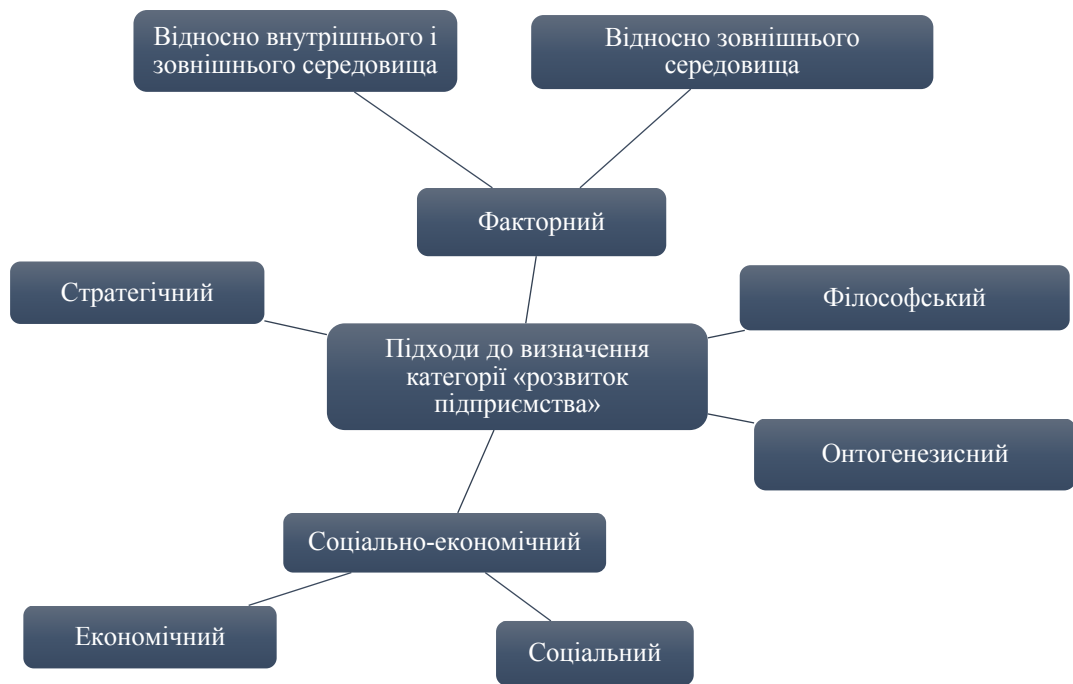 Відносно внутрішнього і
зовнішнього середовища
Відносно зовнішнього
середовища
Факторний
Стратегічний
Філософський
Підходи до визначення
категорії «розвиток
підприємства»
Онтогенезисний
Соціально-економічний
Економічний
Соціальний